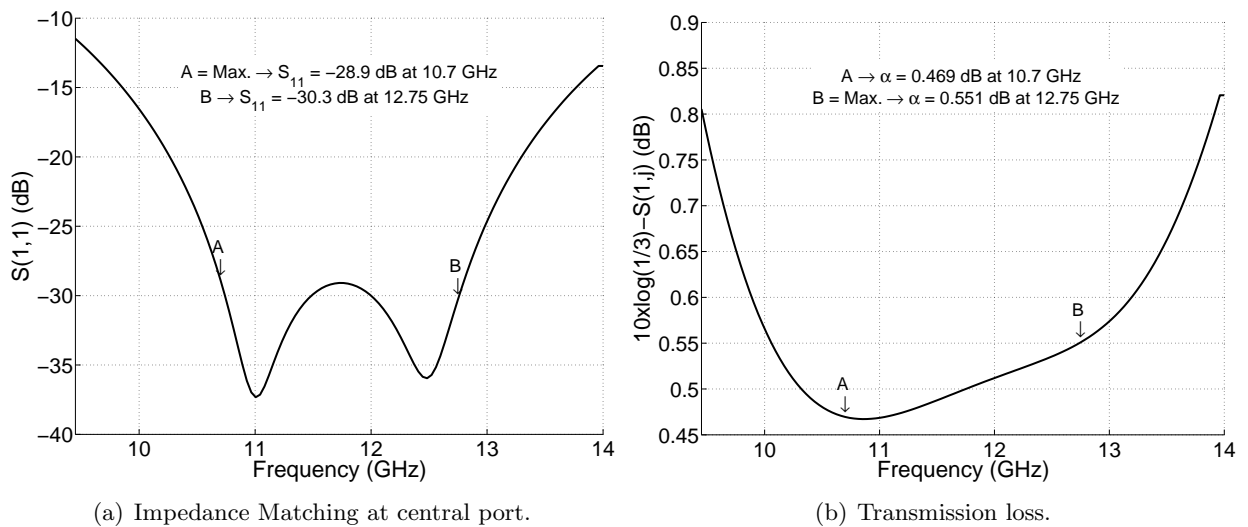 −10
−15
−20
−25
−30
−35
−40
S(1,1) (dB)
A = Max. → S11 = −28.9 dB at 10.7 GHz
B → S11 = −30.3 dB at 12.75 GHz
A
B
10 11 12 13 14
Frequency (GHz)
(a) Impedance Matching at central port.
0.9
0.85
0.8
0.75
0.7
0.65
0.6
0.55
0.5
0.45
10xlog(1/3)−S(1,j) (dB)
A → α = 0.469 dB at 10.7 GHz
B = Max. → α = 0.551 dB at 12.75 GHz
A
B
10 11 12 13 14
Frequency (GHz)
(b) Transmission loss.